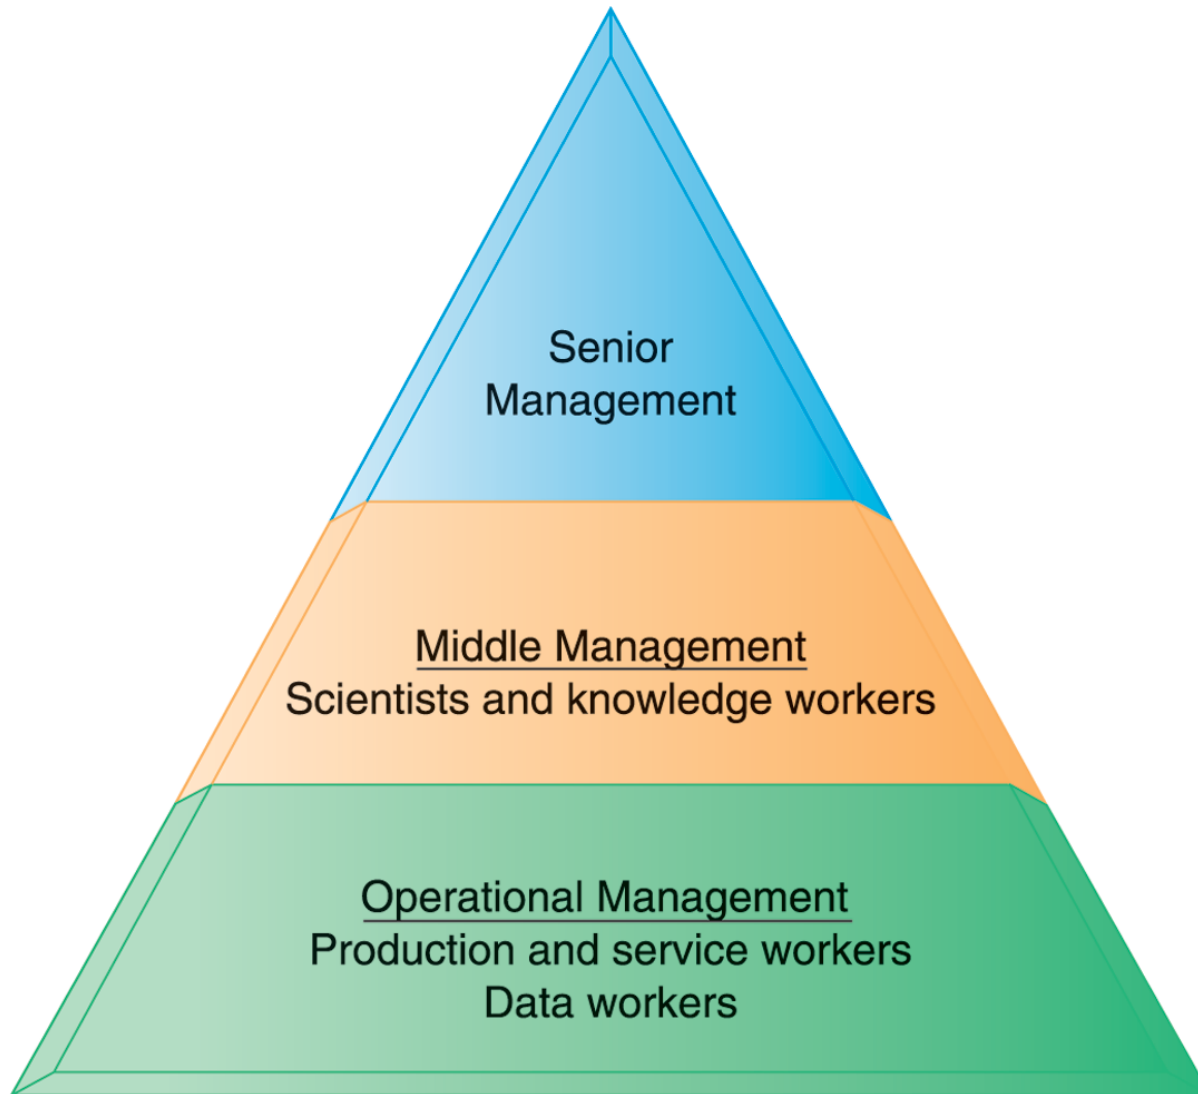 Senior
Management
Middle Management
Scientists and knowledge workers
Operational Management
Production and service workers
Data workers